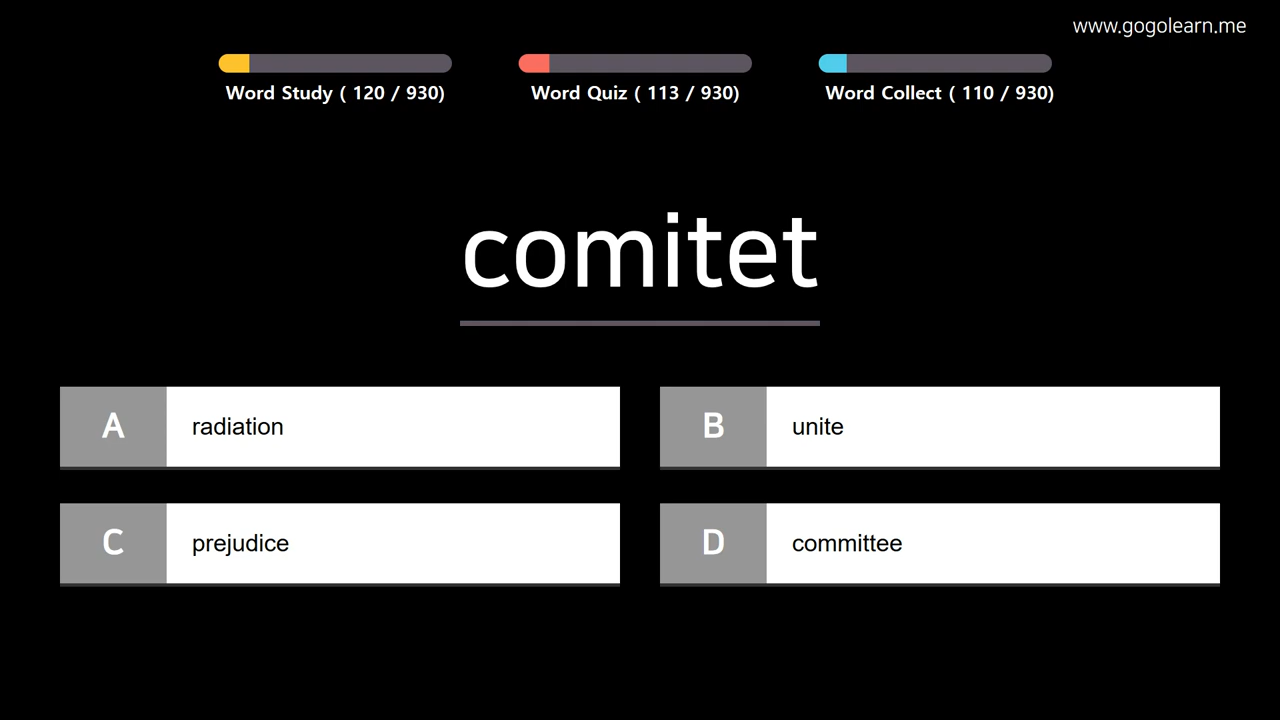 www.gogolearn.me
Word Study ( 120 / 930)
Word Quiz ( 113 / 930)
Word Collect ( 110 / 930)
comitet
A radiation
B unite
C prejudice
D committee